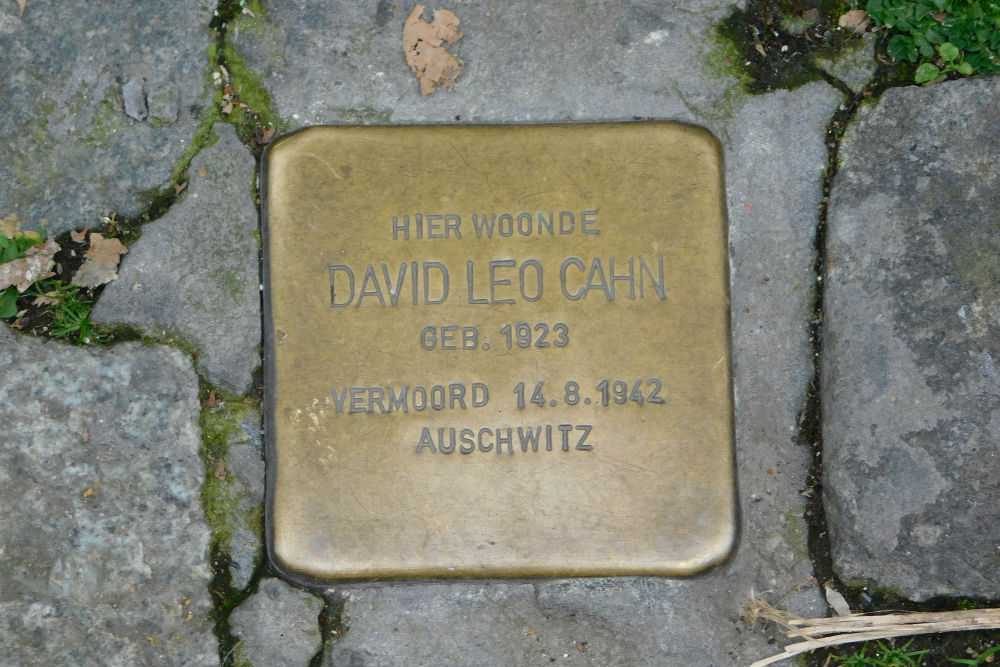 HIER WOONDE
DAVID LEO CAHN
GEB. 1923
VERMOORD 14.8.1942
AUSCHWITZ